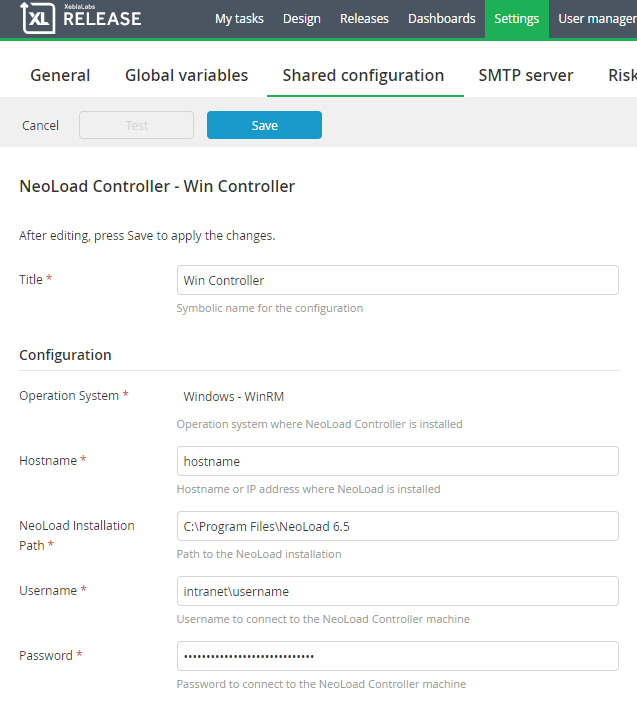 XL XebiaLabs
RELEASE
My tasks Design Releases Dashboards Settings User manager
General Global variables Shared configuration SMTP server Risk
Cancel Test Save
NeoLoad Controller - Win Controller
After editing, press Save to apply the changes.
Title * Win Controller
Symbolic name for the configuration
Configuration
Operation System * Windows - WinRM
Operation system where NeoLoad Controller is installed
Hostname * hostname
Hostname or IP address where NeoLoad is installed
NeoLoad Installation
Path * C:\Program Files\NeoLoad 6.5
Path to the NeoLoad installation
Username * intranet\username
Username to connect to the NeoLoad Controller machine
Password * ••••••••••••••••••••••••••••
Password to connect to the NeoLoad Controller machine